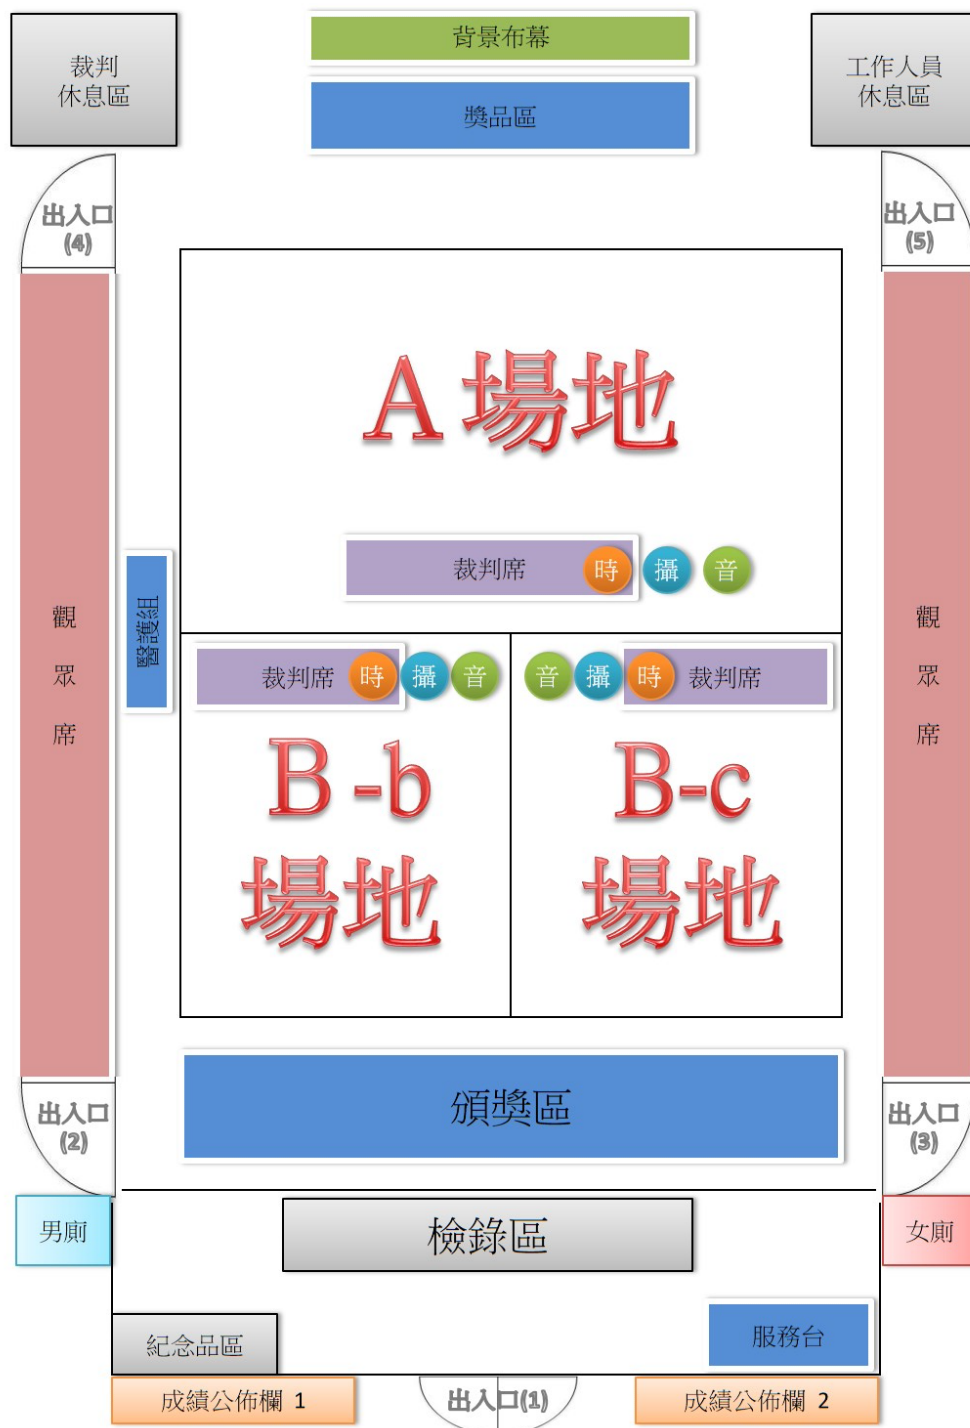 背景布幕
裁判
休息區
獎品區
工作人員
休息區
出入口
(4)
出入口
(5)
A 場地
裁判席 時 攝 音
觀
眾
席
醫護組
觀
眾
席
裁判席 時 攝 音
音 攝 時 裁判席
B -b
場地
B-c
場地
頒獎區
出入口
(2)
出入口
(3)
男廁
檢錄區
女廁
紀念品區
服務台
成績公佈欄 1
出入口(1)
成績公佈欄 2